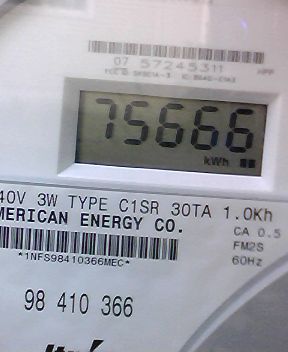 07 57245311
75666
kWh
40V 3W TYPE C1SR 30TA 1.0Kh
MERICAN ENERGY CO.
CA 0.5
FM2S
60Hz
*1NFS98410366MEC*
98 410 366